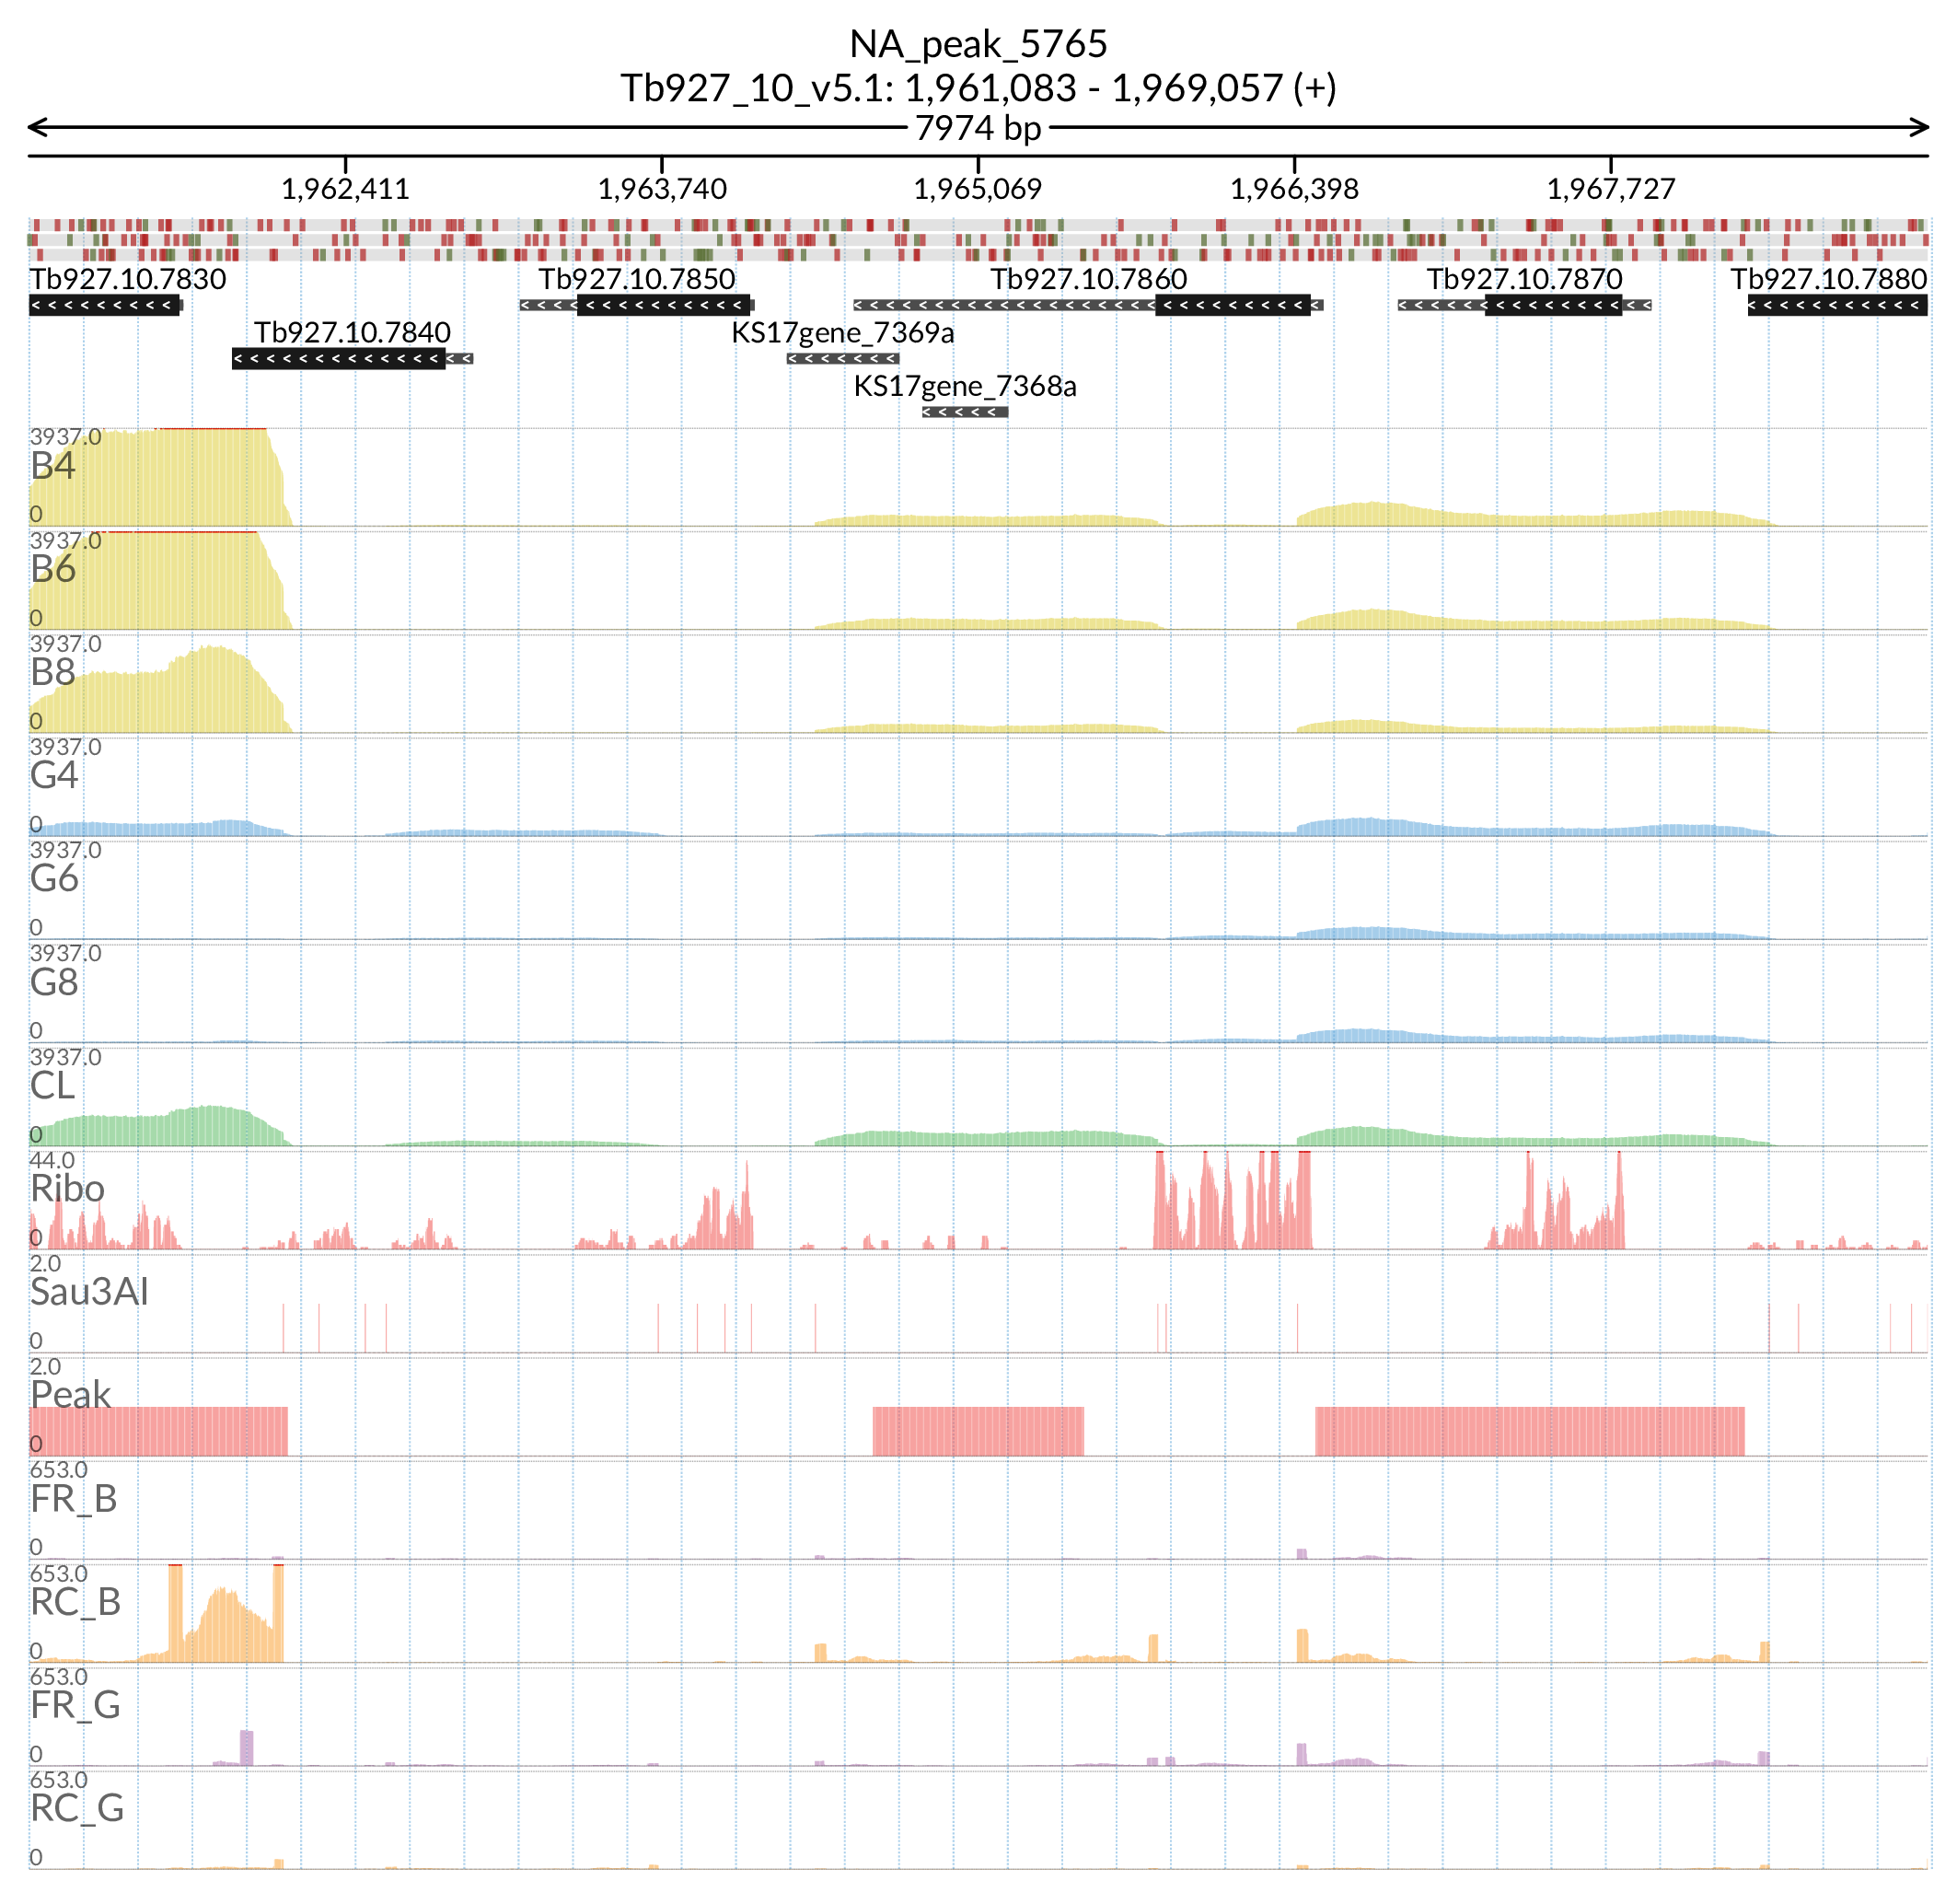 NA_peak_5765
Tb927_10_v5.1: 1,961,083 - 1,969,057 (+)
7974 bp
1,962,411 1,963,740 1,965,069 1,966,398 1,967,727
Tb927.10.7830 Tb927.10.7850 Tb927.10.7860 Tb927.10.7870 Tb927.10.7880
Tb927.10.7840 KS17gene_7369a
KS17gene_7368a
3937.0
B4
0
3937.0
B6
0
3937.0
B8
0
3937.0
G4
0
3937.0
G6
0
3937.0
G8
0
3937.0
CL
0
44.0
Ribo
0
2.0
Sau3AI
0
2.0
Peak
0
653.0
FR_B
0
653.0
RC_B
0
653.0
FR_G
0
653.0
RC_G
0